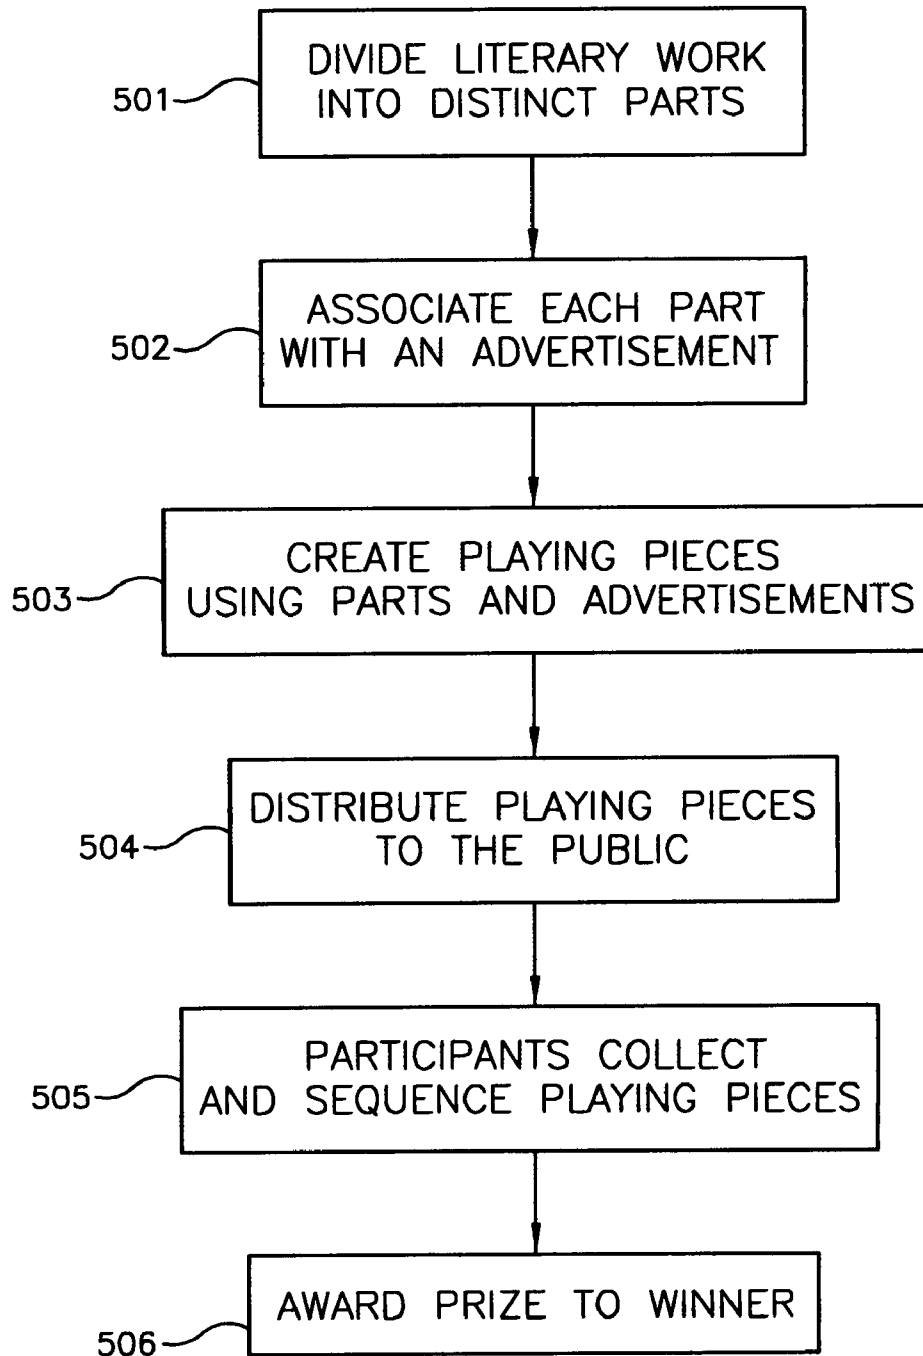 DIVIDE LITERARY WORK
INTO DISTINCT PARTS
501
ASSOCIATE EACH PART
WITH AN ADVERTISEMENT
502
CREATE PLAYING PIECES
USING PARTS AND ADVERTISEMENTS
503
DISTRIBUTE PLAYING PIECES
TO THE PUBLIC
504
PARTICIPANTS COLLECT
AND SEQUENCE PLAYING PIECES
505
AWARD PRIZE TO WINNER
506